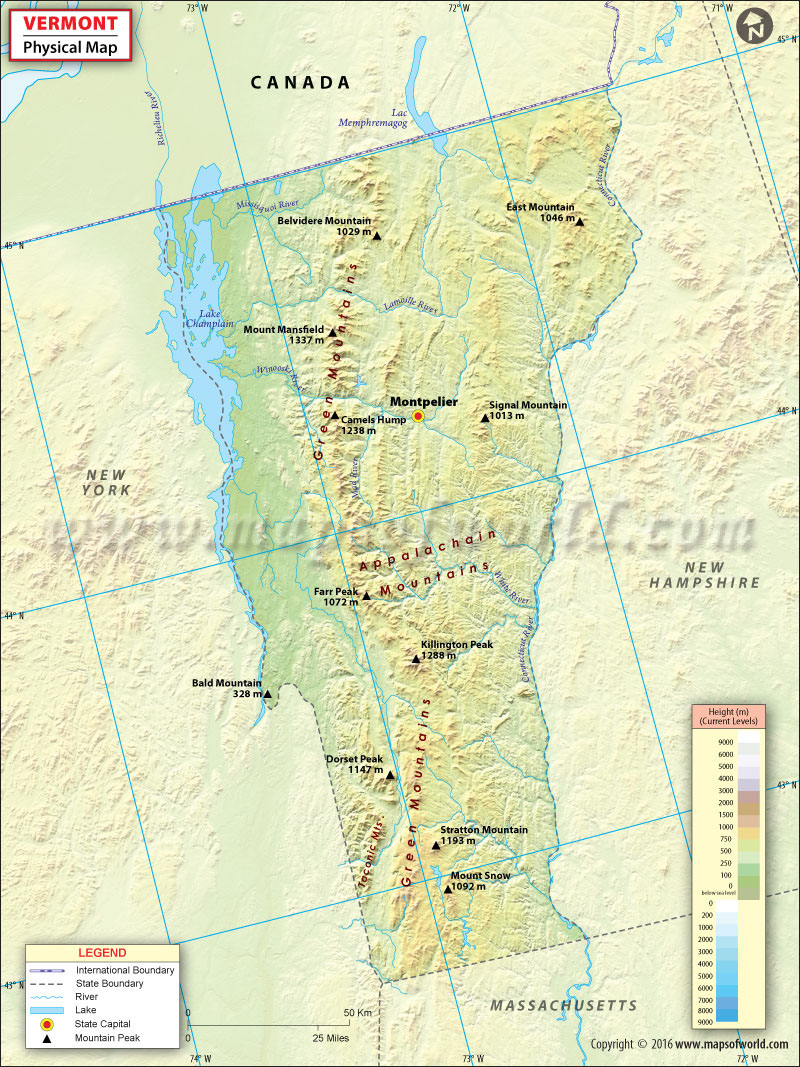 VERMONT
Physical Map
73°W
72°W
71°W
N
45°N
CANADA
Richelieu River
Lac
Memphremagog
Connecticut River
Missisquoi River
East Mountain
1046 m
Belvidere Mountain
1029 m
45°N
Lake
Champlain
Lamoille River
Mount Mansfield
1337 m
Green Mountains
Winooski River
Montpelier
Signal Mountain
1013 m
Camels Hump
1238 m
44°N
NEW
YORK
Mad River
www.mapsofworld.com
Appalachain
Mountains
NEW
HAMPSHIRE
White River
Farr Peak
1072 m
44°N
Connecticut River
Killington Peak
1288 m
Bald Mountain
328 m
Green Mountains
Dorset Peak
1147 m
43°N
Taconic Mts.
Stratton Mountain
1193 m
Mount Snow
1092 m
Height (m)
(Current Levels)
9000
6000
5000
4000
3000
2000
1500
1000
750
500
250
100
0
below sea level
0
200
1000
2000
3000
4000
5000
6000
7000
8000
9000
LEGEND
International Boundary
State Boundary
River
Lake
State Capital
Mountain Peak
43°N
0
50 Km
0
25 Miles
MASSACHUSETTS
74°W
73°W
72°W
Copyright © 2016 www.mapsofworld.com